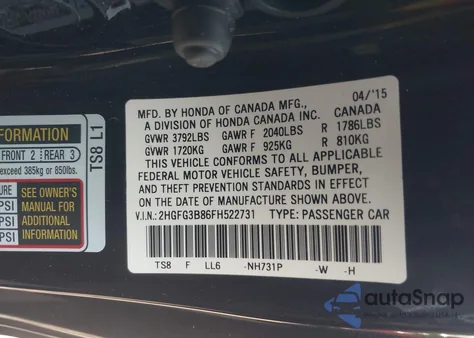 04/'15
MFD. BY HONDA OF CANADA MFG.,
A DIVISION OF HONDA CANADA INC. CANADA
GVWR 3792LBS GAWR F 2040LBS R 1786LBS
GVWR 1720KG GAWR F 925KG R 810KG
THIS VEHICLE CONFORMS TO ALL APPLICABLE
FEDERAL MOTOR VEHICLE SAFETY, BUMPER,
AND THEFT PREVENTION STANDARDS IN EFFECT ON
THE DATE OF MANUFACTURE SHOWN ABOVE.
V.I.N.: 2HGFG3B86FH522731 TYPE: PASSENGER CAR
TS8 F LL6 -NH731P -W -H
FORMATION
FRONT 2 REAR 3
exceed 385kg or 850lbs.
SEE OWNER'S
MANUAL FOR
ADDITIONAL
INFORMATION
PSI
PSI
PSI
TS8 L1
autoSnap